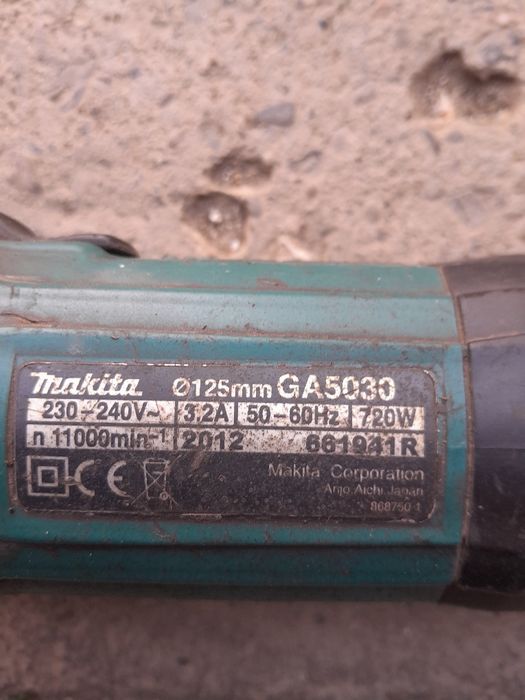 makita Ø125mm GA5030
230-240V~ 3.2A 50-60Hz 720W
n 11000min-1 2012 661941R
CE Makita Corporation
Anjo Aichi Japan
868750-1